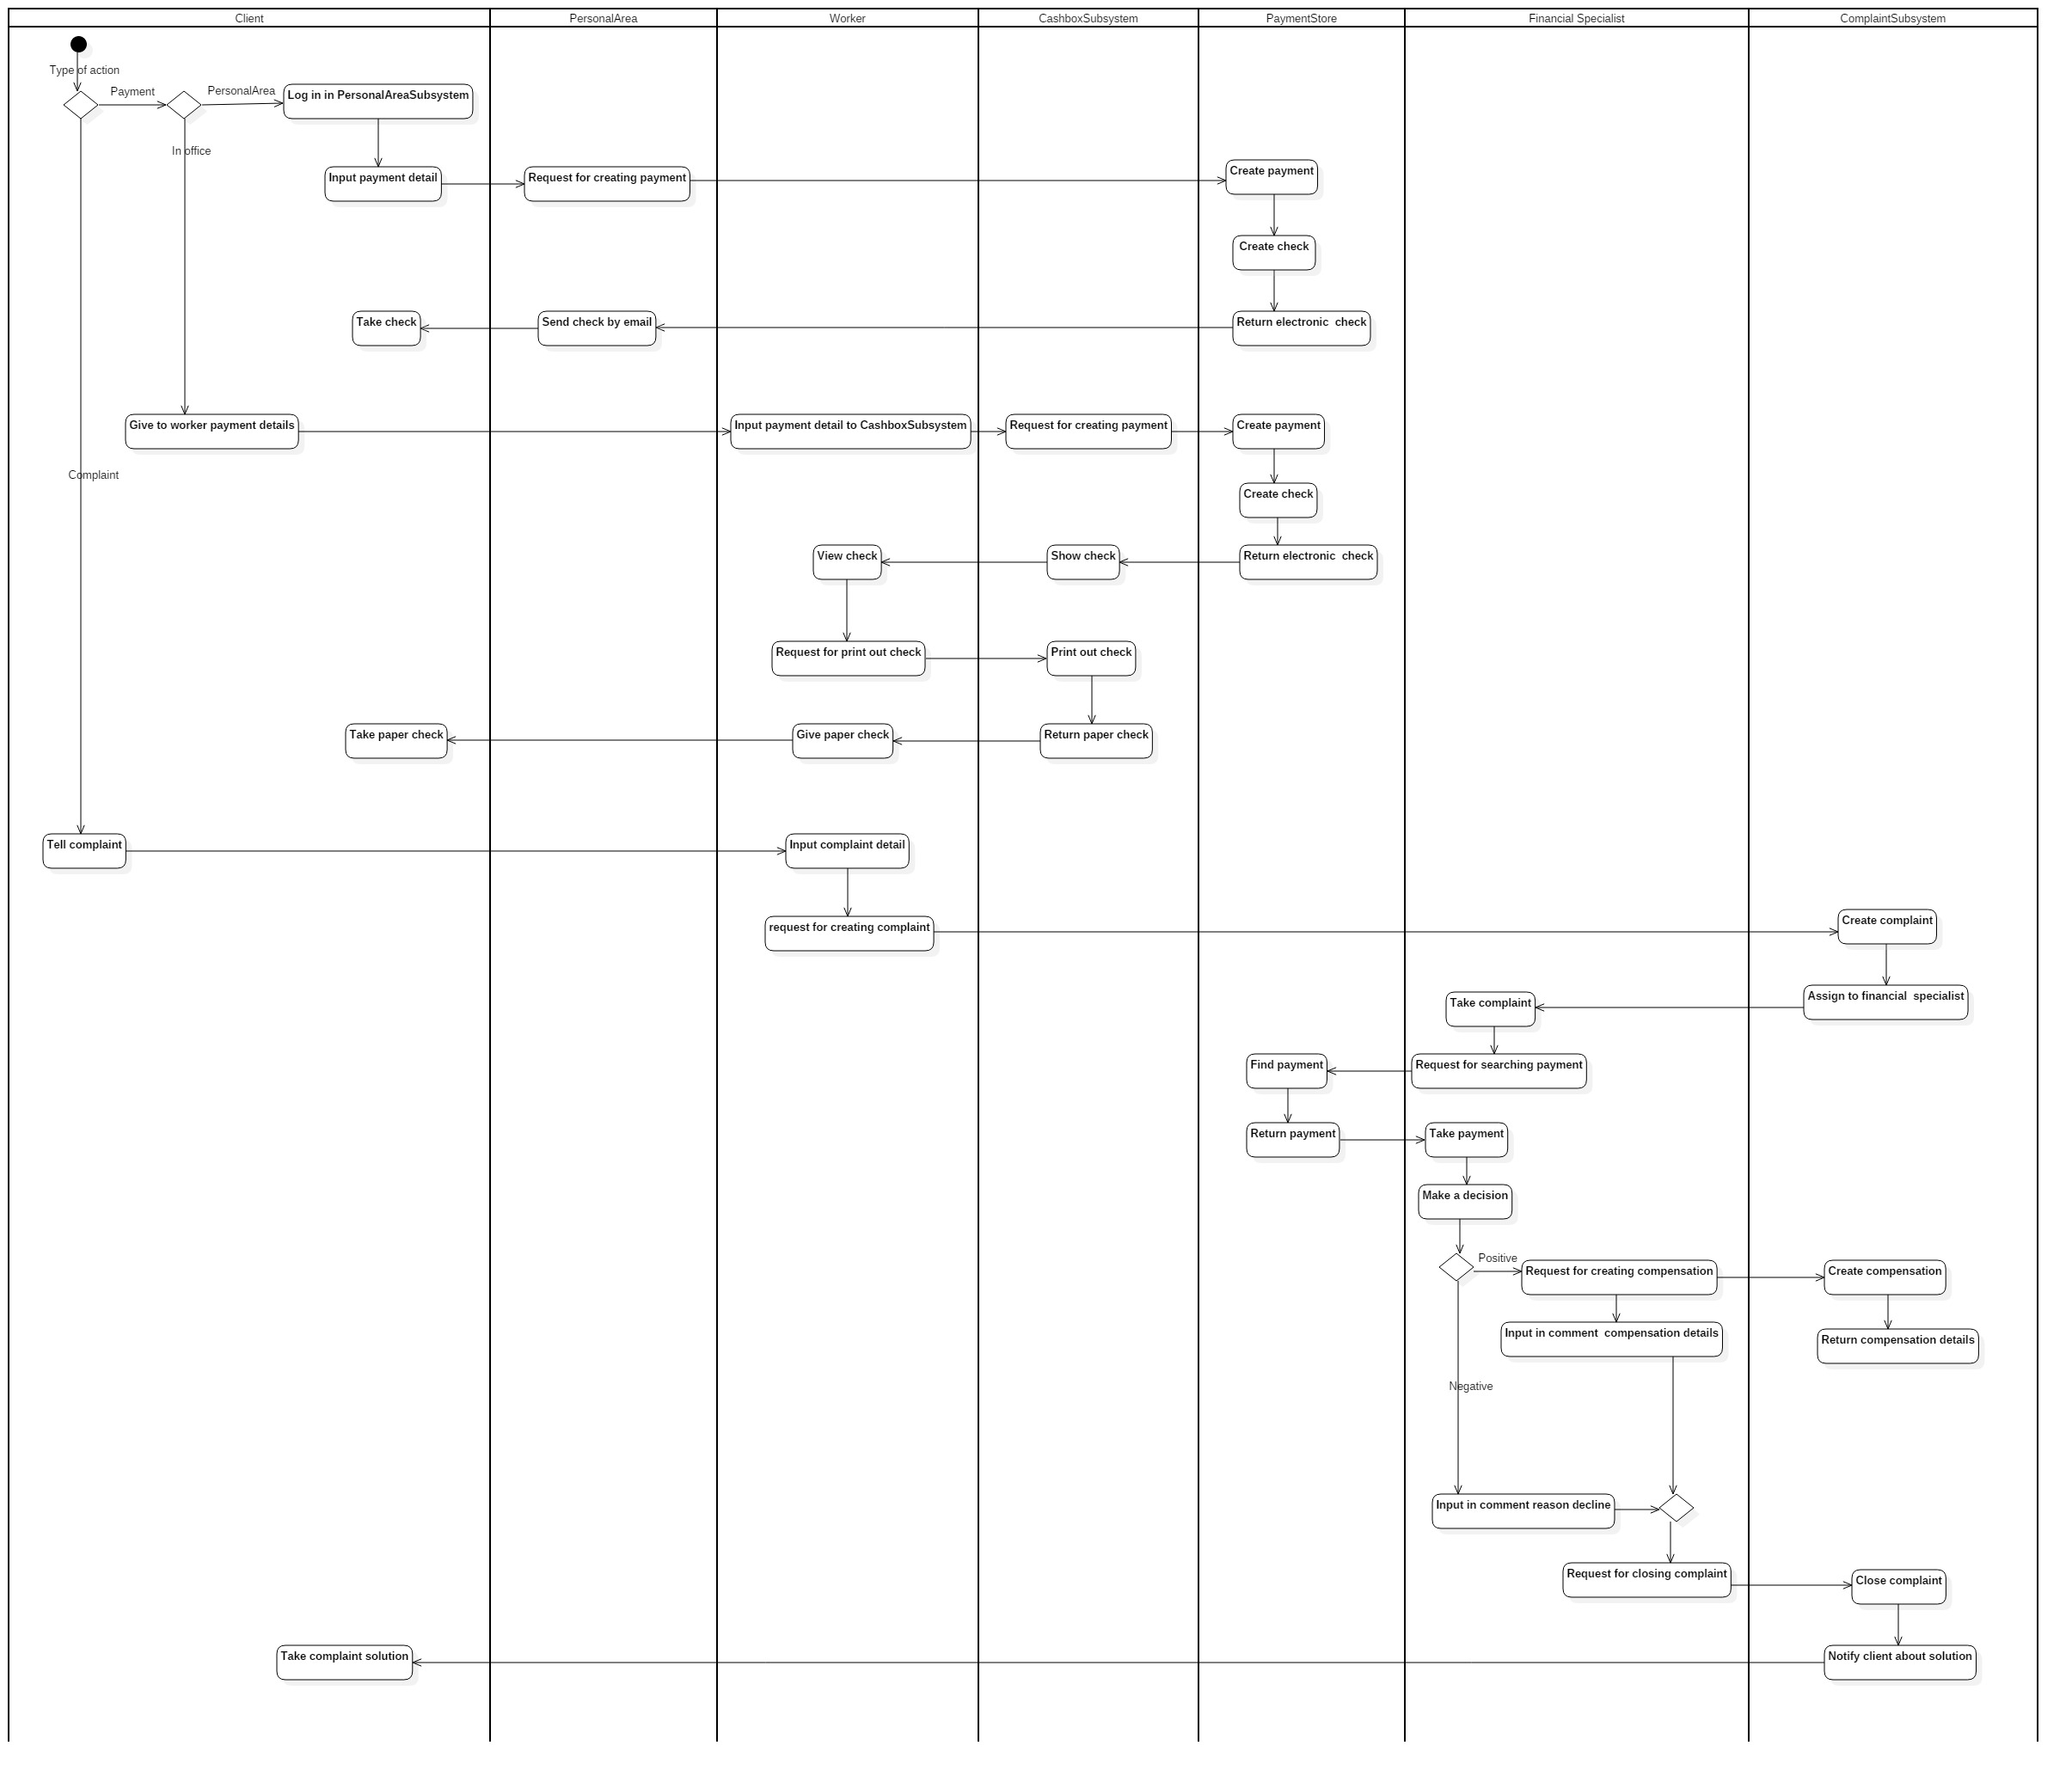 Client
PersonalArea
Worker
CashboxSubsystem
PaymentStore
Financial Specialist
ComplaintSubsystem
Type of action
Payment
PersonalArea
Log in in PersonalAreaSubsystem
In office
Input payment detail
Request for creating payment
Create payment
Create check
Take check
Send check by email
Return electronic  check
Give to worker payment details
Input payment detail to CashboxSubsystem
Request for creating payment
Create payment
Complaint
Create check
View check
Show check
Return electronic  check
Request for print out check
Print out check
Take paper check
Give paper check
Return paper check
Tell complaint
Input complaint detail
request for creating complaint
Create complaint
Take complaint
Assign to financial  specialist
Find payment
Request for searching payment
Return payment
Take payment
Make a decision
Positive
Request for creating compensation
Create compensation
Input in comment  compensation details
Return compensation details
Negative
Input in comment reason decline
Request for closing complaint
Close complaint
Take complaint solution
Notify client about solution